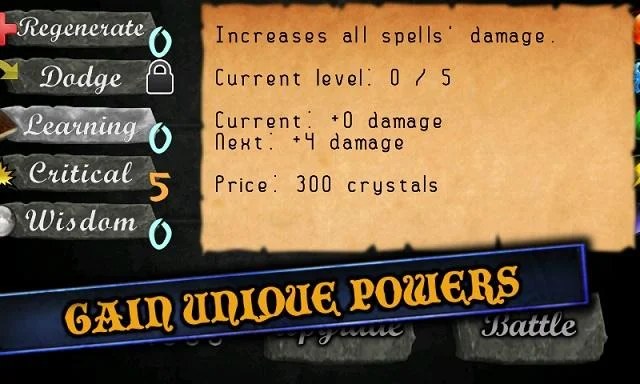 Regenerate 0
Dodge
Learning 0
Critical 5
Wisdom 0
Increases all spells' damage.
Current level: 0 / 5
Current: +0 damage
Next: +4 damage
Price: 300 crystals
GAIN UNIQUE POWERS
Upgrade
Battle